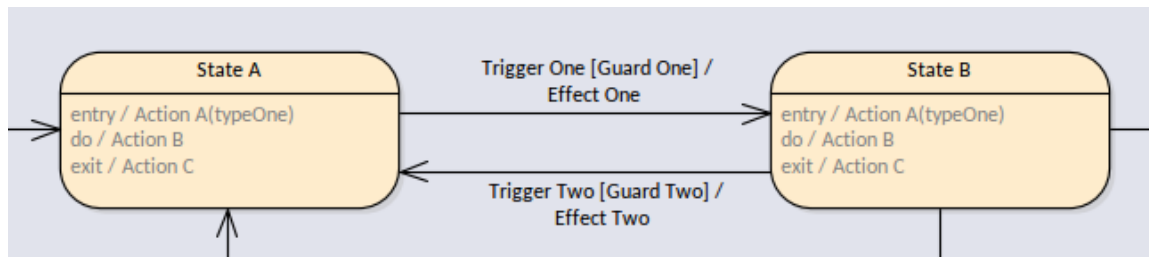 State A
entry / Action A(typeOne)
do / Action B
exit / Action C
Trigger One [Guard One] /
Effect One
Trigger Two [Guard Two] /
Effect Two
State B
entry / Action A(typeOne)
do / Action B
exit / Action C